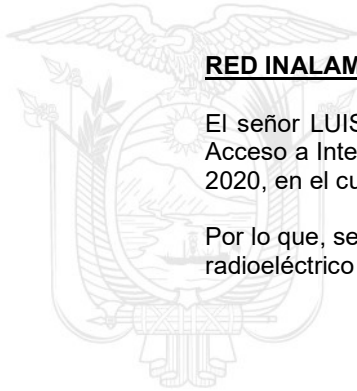 RED INALAM
El señor LUIS
Acceso a Inte
2020, en el cu
Por lo que, se
radioeléctrico